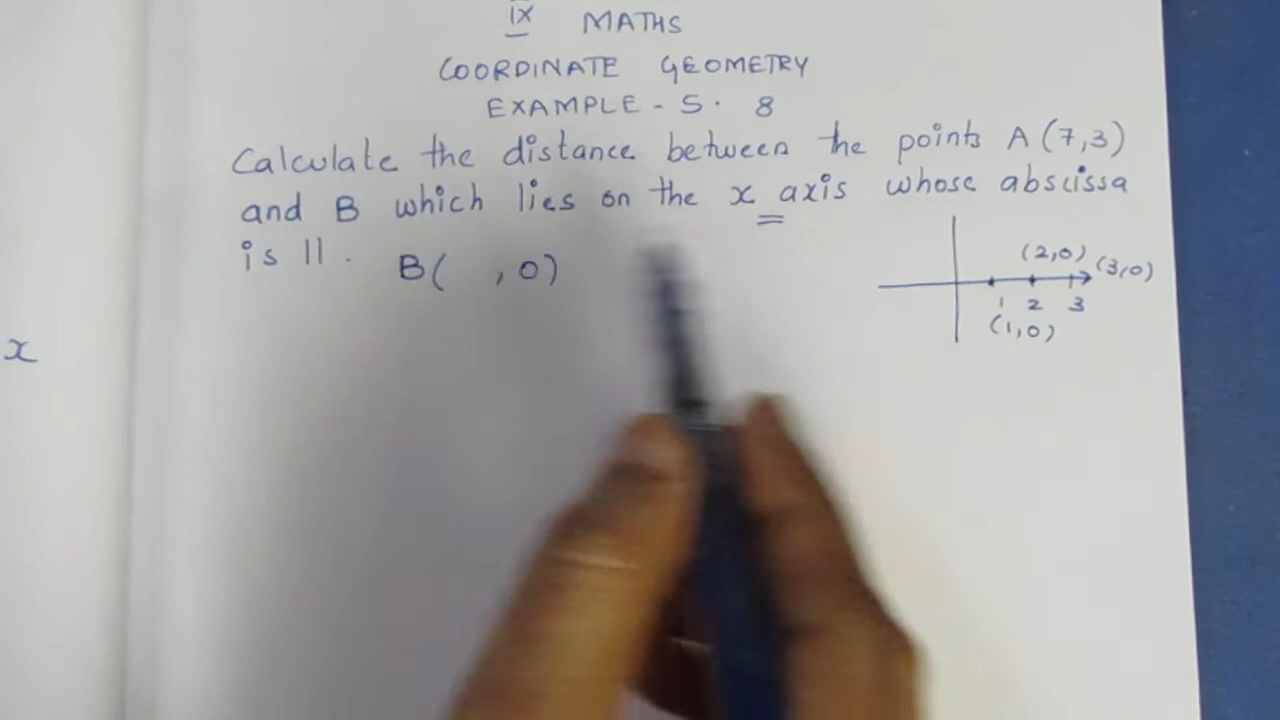 IX MATHS
COORDINATE GEOMETRY
EXAMPLE - 5. 8
Calculate the distance between the points A (7,3)
and B which lies on the x axis whose abscissa
is 11. B( , 0)
(2,0) (3,0)
1 2 3
(1,0)
x